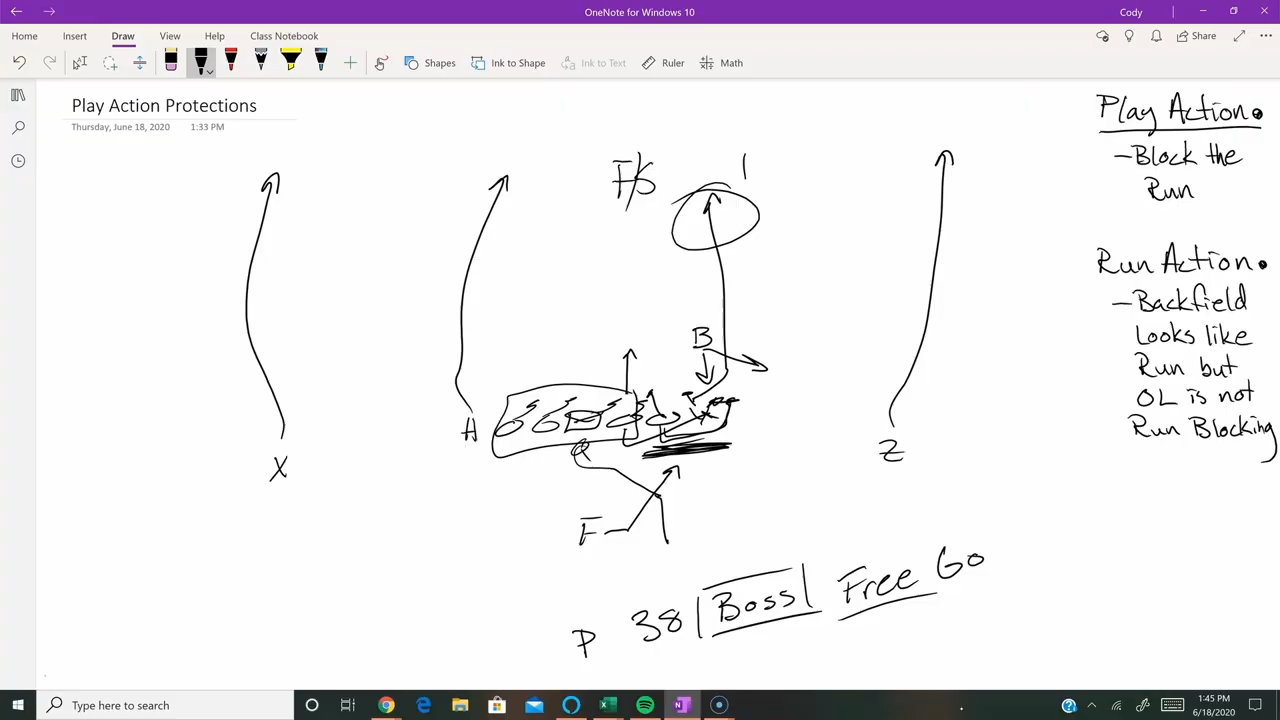 OneNote for Windows 10
Cody
Home Insert Draw View Help Class Notebook
Share
Shapes Ink to Shape Ink to Text Ruler Math
Play Action Protections
Thursday, June 18, 2020 1:33 PM
Play Action.
-Block the
Run
Run Action.
-Backfield
Looks like
Run but
OL is not
Run Blocking
F/S
B
H
X
Z
Q
F
P 38 | Boss | Free Go
Type here to search
1:45 PM
6/18/2020